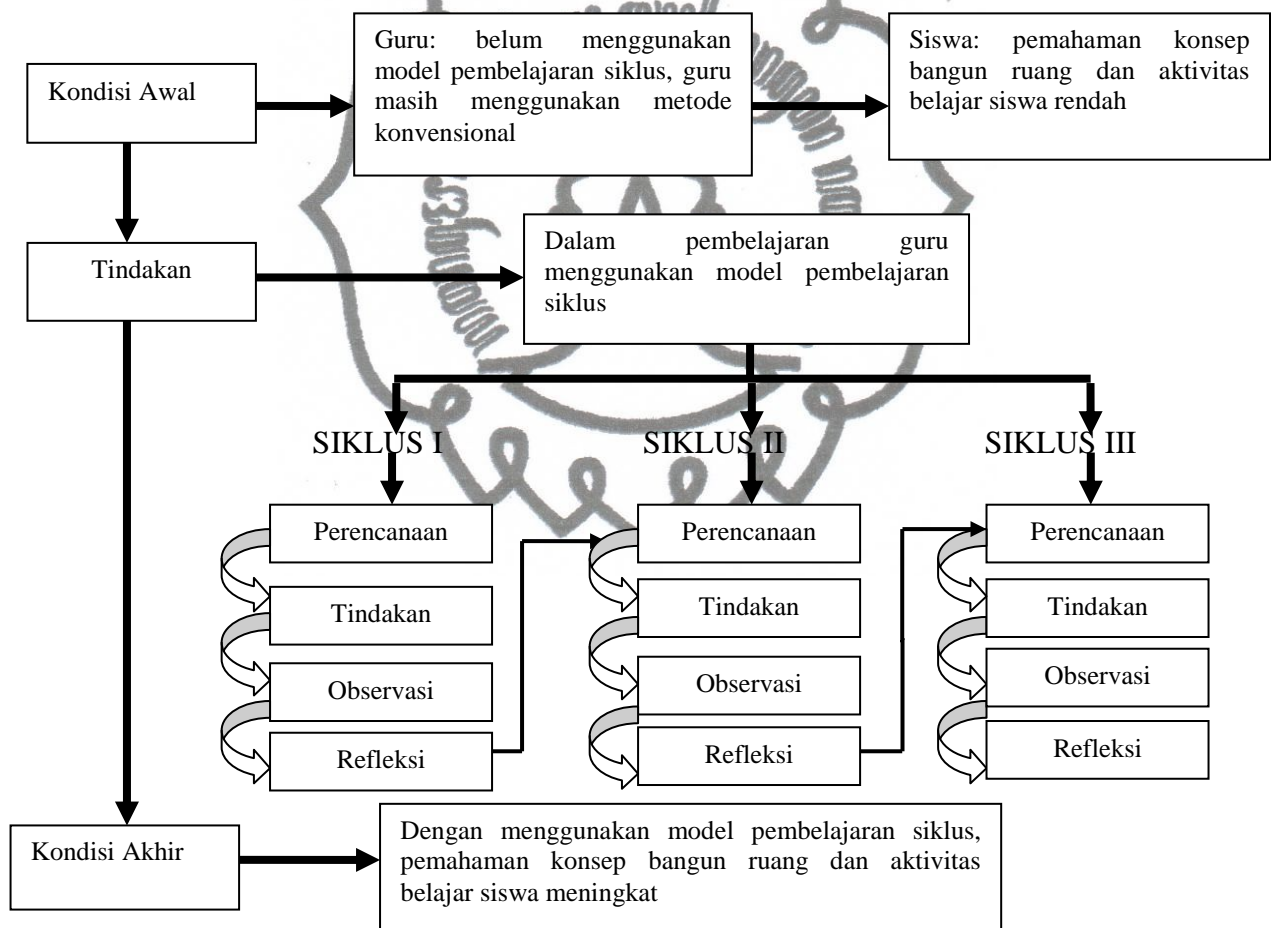 Guru: belum menggunakan
model pembelajaran siklus, guru
masih menggunakan metode
konvensional
Siswa: pemahaman konsep
bangun ruang dan aktivitas
belajar siswa rendah
Kondisi Awal
Tindakan
Dalam pembelajaran guru
menggunakan model pembelajaran
siklus
SIKLUS I
SIKLUS II
SIKLUS III
Perencanaan
Tindakan
Observasi
Refleksi
Perencanaan
Tindakan
Observasi
Refleksi
Perencanaan
Tindakan
Observasi
Refleksi
Kondisi Akhir
Dengan menggunakan model pembelajaran siklus,
pemahaman konsep bangun ruang dan aktivitas
belajar siswa meningkat